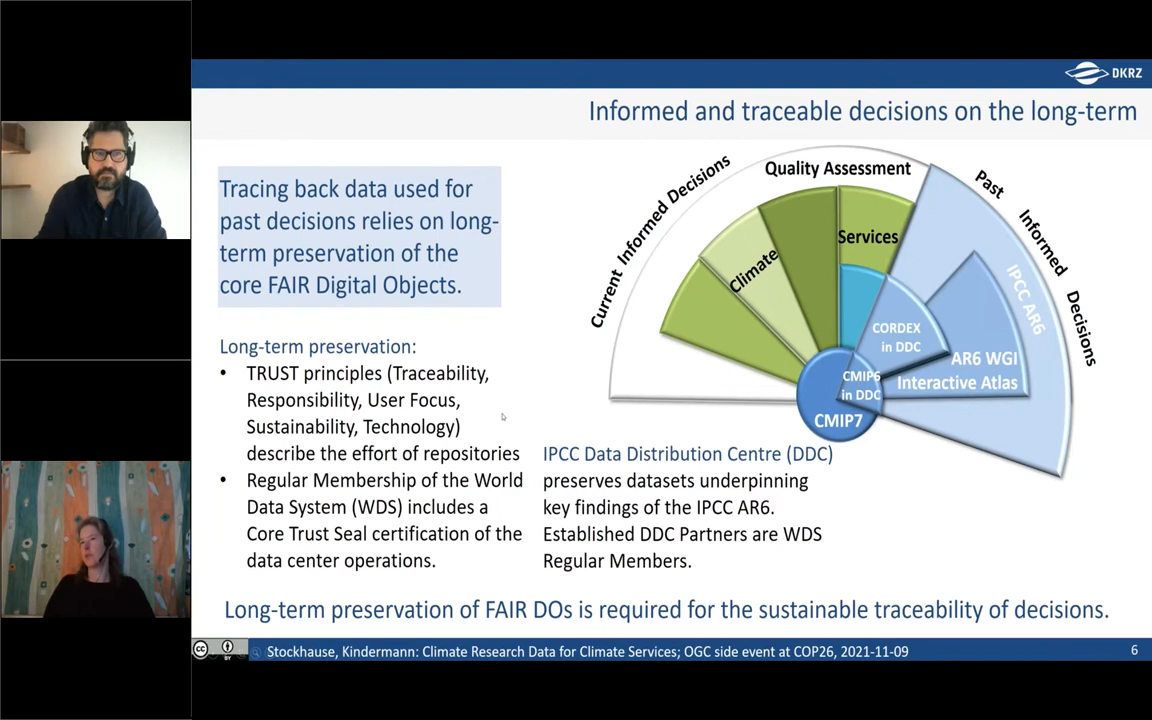 DKRZ
Informed and traceable decisions on the long-term
Tracing back data used for
past decisions relies on long-
term preservation of the
core FAIR Digital Objects.
Long-term preservation:
• TRUST principles (Traceability,
Responsibility, User Focus,
Sustainability, Technology)
describe the effort of repositories
• Regular Membership of the World
Data System (WDS) includes a
Core Trust Seal certification of the
data center operations.
Current Informed Decisions
Quality Assessment
Past Informed Decisions
Climate
Services
IPCC AR6
CORDEX
in DDC
AR6 WGI
Interactive Atlas
CMIP6
in DDC
CMIP7
IPCC Data Distribution Centre (DDC)
preserves datasets underpinning
key findings of the IPCC AR6.
Established DDC Partners are WDS
Regular Members.
Long-term preservation of FAIR DOs is required for the sustainable traceability of decisions.
cc BY
Stockhause, Kindermann: Climate Research Data for Climate Services; OGC side event at COP26, 2021-11-09
6